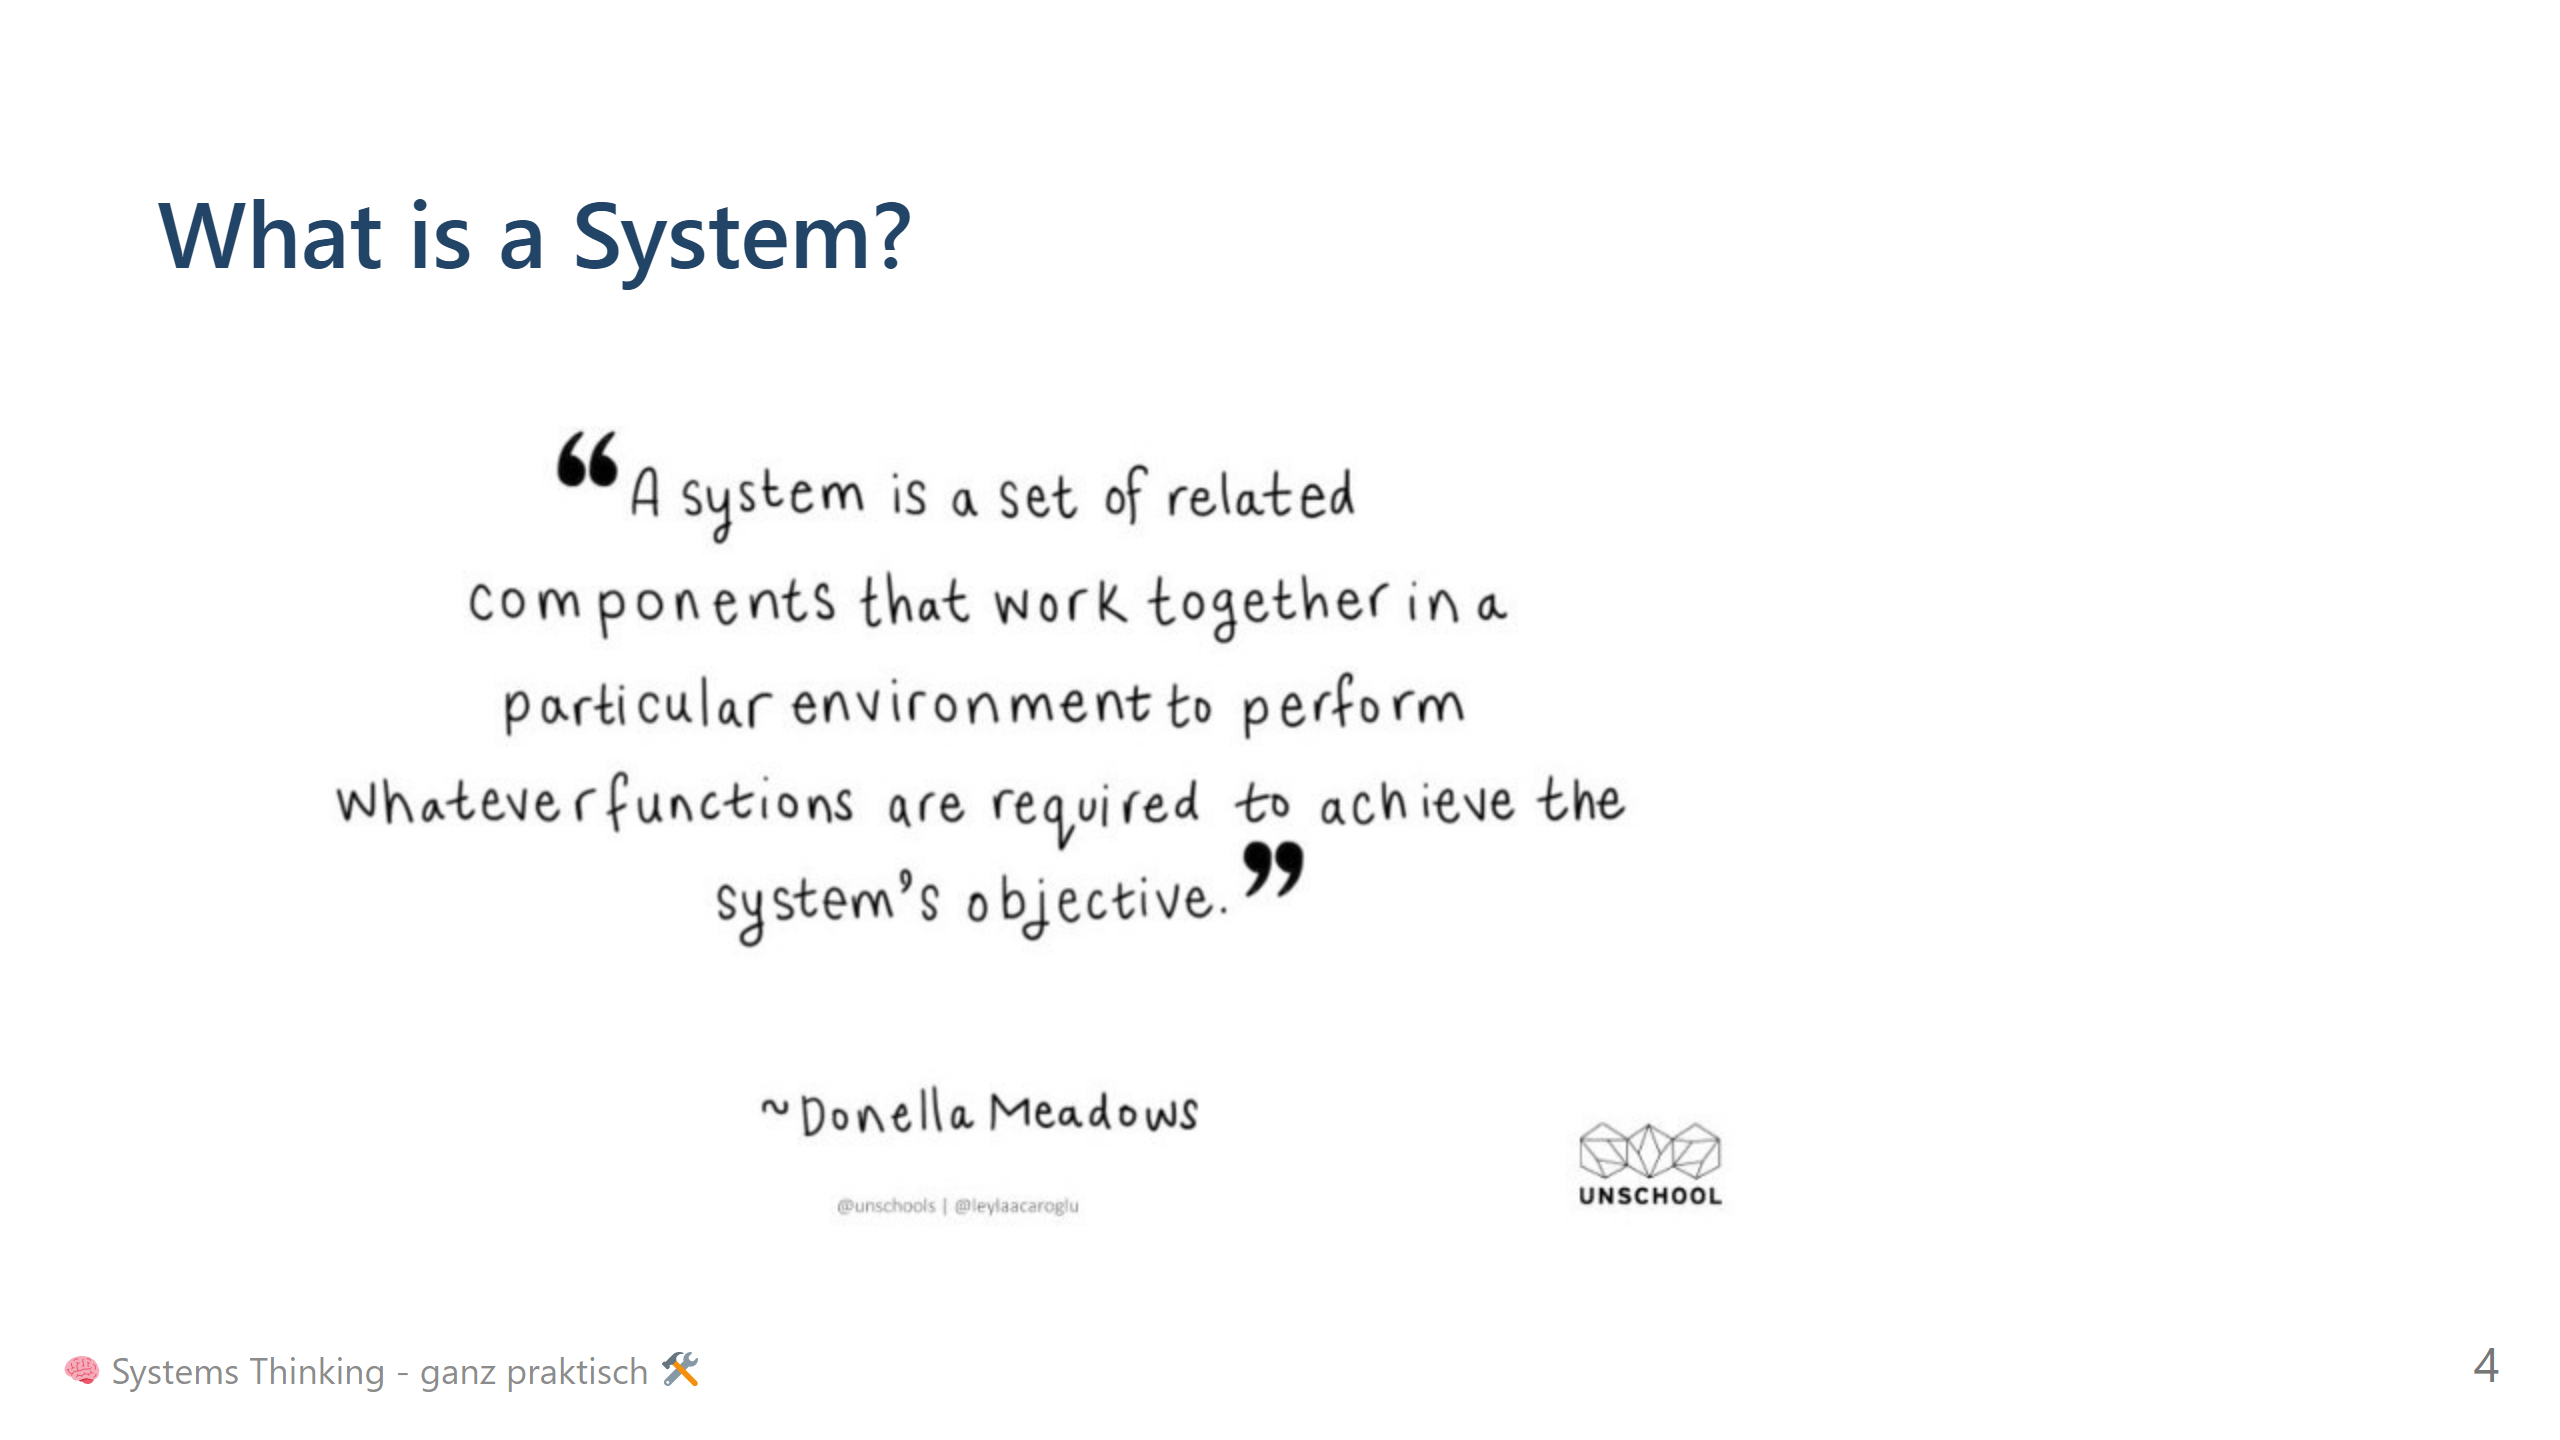 What is a System?
“A system is a set of related
components that work together in a
particular environment to perform
whatever functions are required to achieve the
system’s objective.”
~Donella Meadows
@unschools | @leylaacaroglu
UNSCHOOL
🧠 Systems Thinking - ganz praktisch 🛠️
4